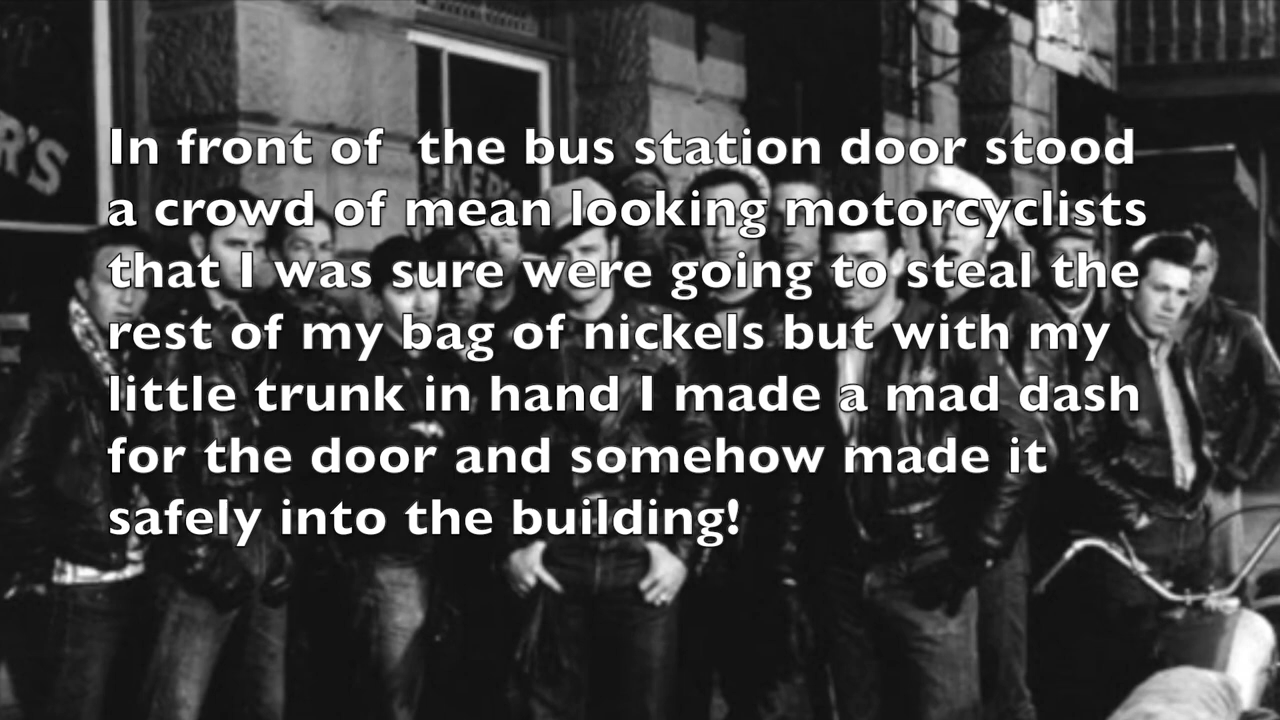 R'S
In front of  the bus station door stood
a crowd of mean looking motorcyclists
that I was sure were going to steal the
rest of my bag of nickels but with my
little trunk in hand I made a mad dash
for the door and somehow made it
safely into the building!